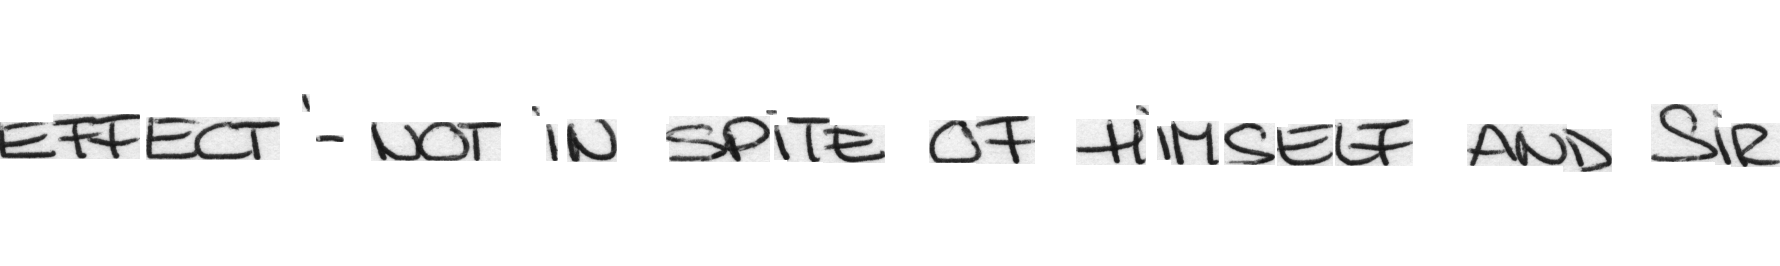 EFFECT '- NOT IN SPITE OF HIMSELF AND SIR